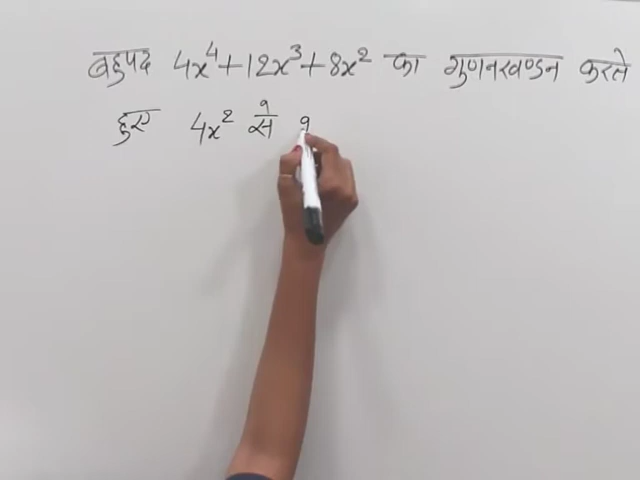 बहुपद 4x⁴+12x³+8x² का गुणनखण्डन करते
हुए 4x² से